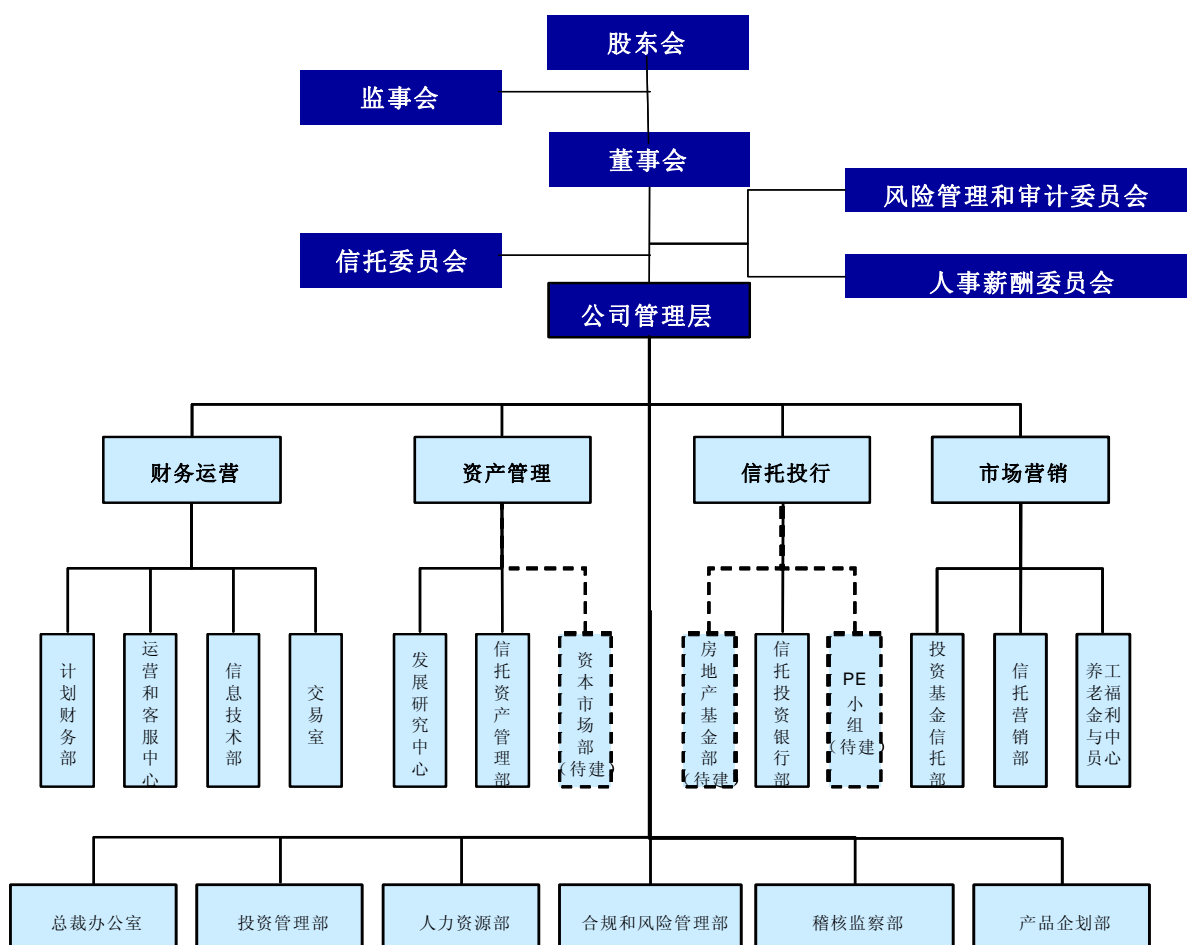 股东会
监事会
董事会
风险管理和审计委员会
信托委员会
人事薪酬委员会
公司管理层
财务运营
资产管理
信托投行
市场营销
计划财务部
运营和客服中心
信息技术部
交易室
发展研究中心
信托资产管理部
资本市场部
（待建）
房地产基金部
（待建）
信托投资银行部
PE
小组
（待建）
投资基金信托部
信托营销部
养老金与员
工福利中心
总裁办公室
投资管理部
人力资源部
合规和风险管理部
稽核监察部
产品企划部